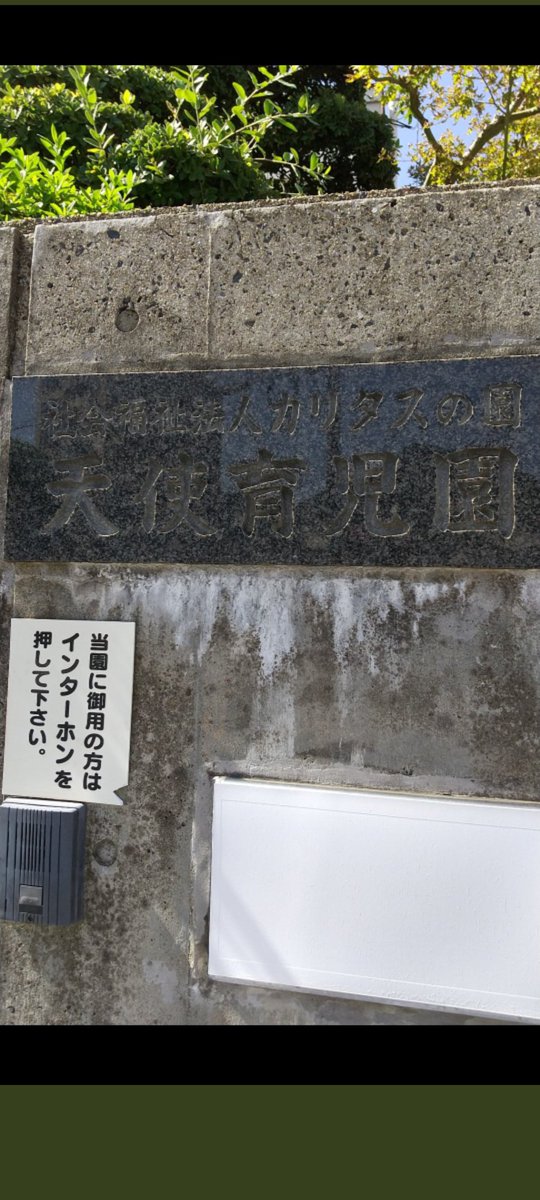 社会福祉法人カリタスの園
天使育児園
当園に御用の方は
インターホンを
押して下さい。